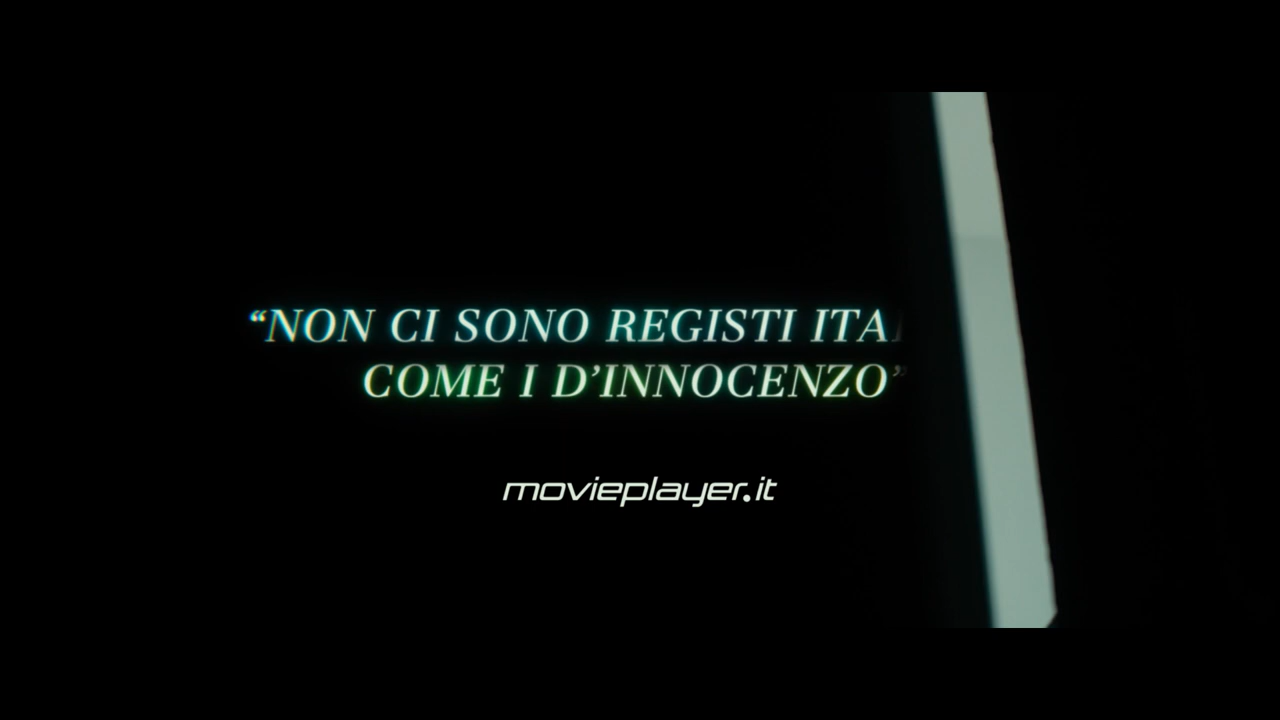 “NON CI SONO REGISTI ITA
COME I D’INNOCENZO”
movieplayer.it